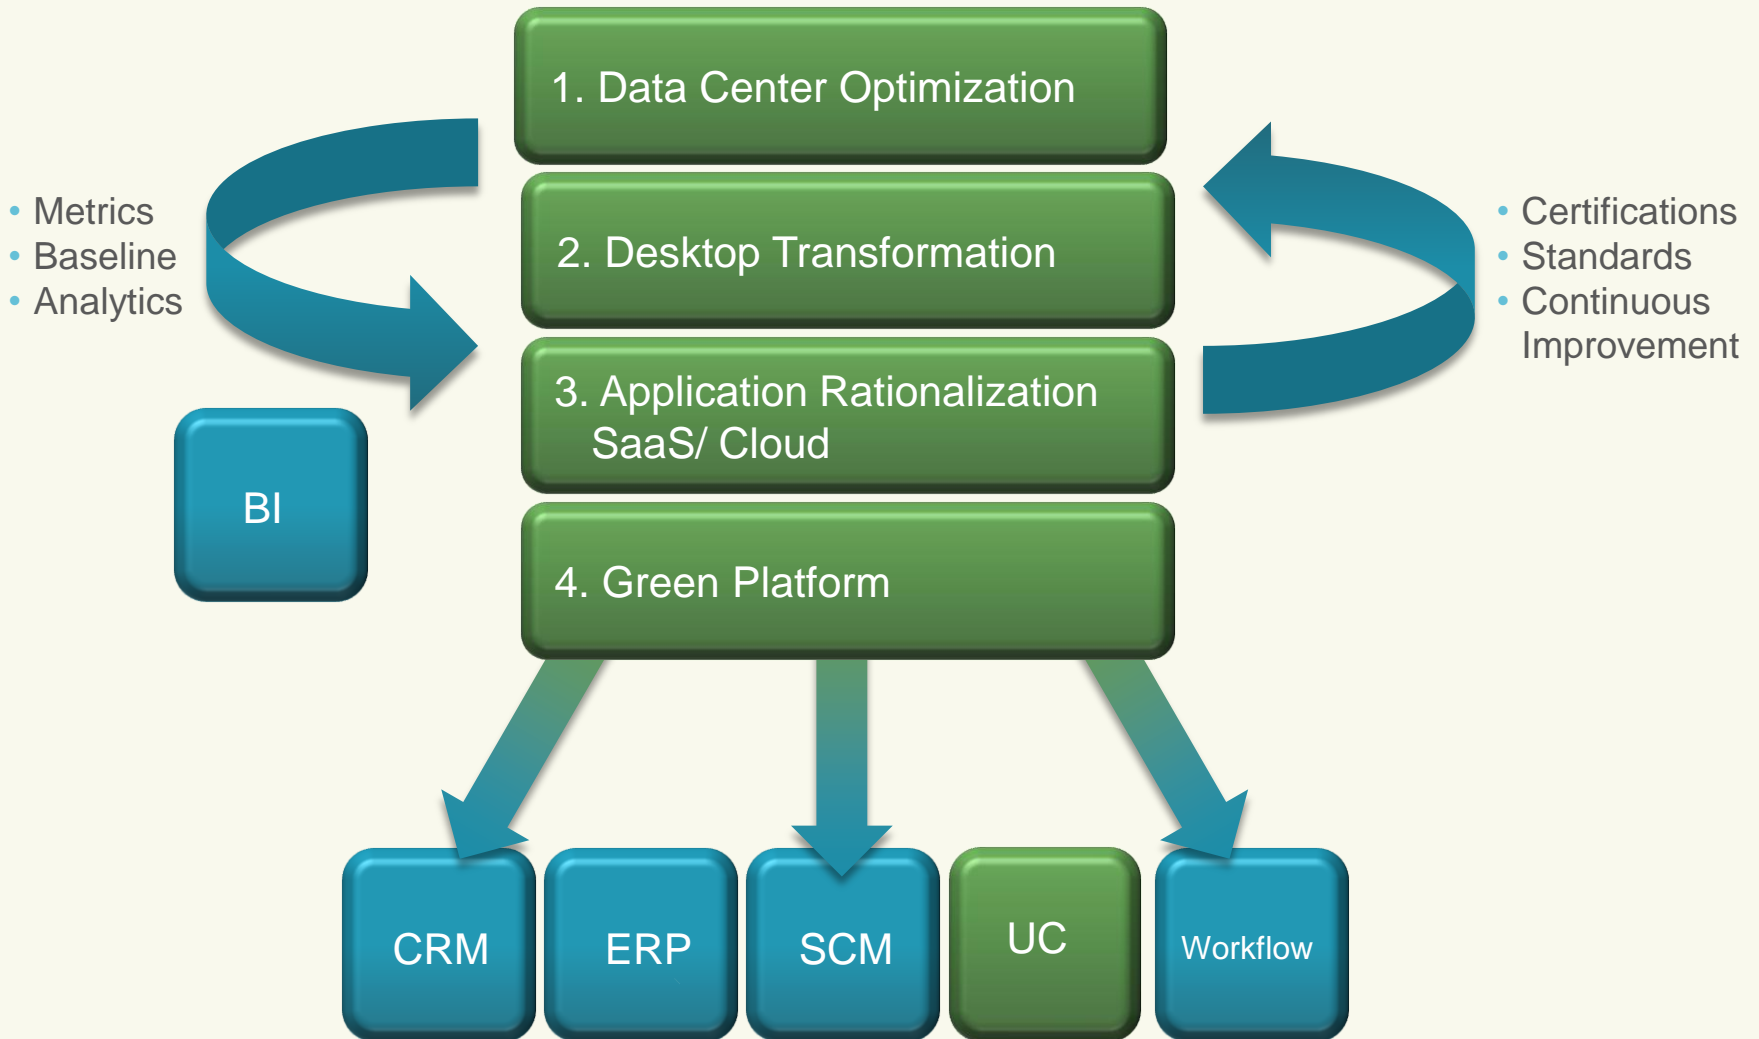 1. Data Center Optimization
• Metrics
• Baseline
• Analytics
2. Desktop Transformation
• Certifications
• Standards
• Continuous
Improvement
3. Application Rationalization
SaaS/ Cloud
BI
4. Green Platform
CRM
ERP
SCM
UC
Workflow